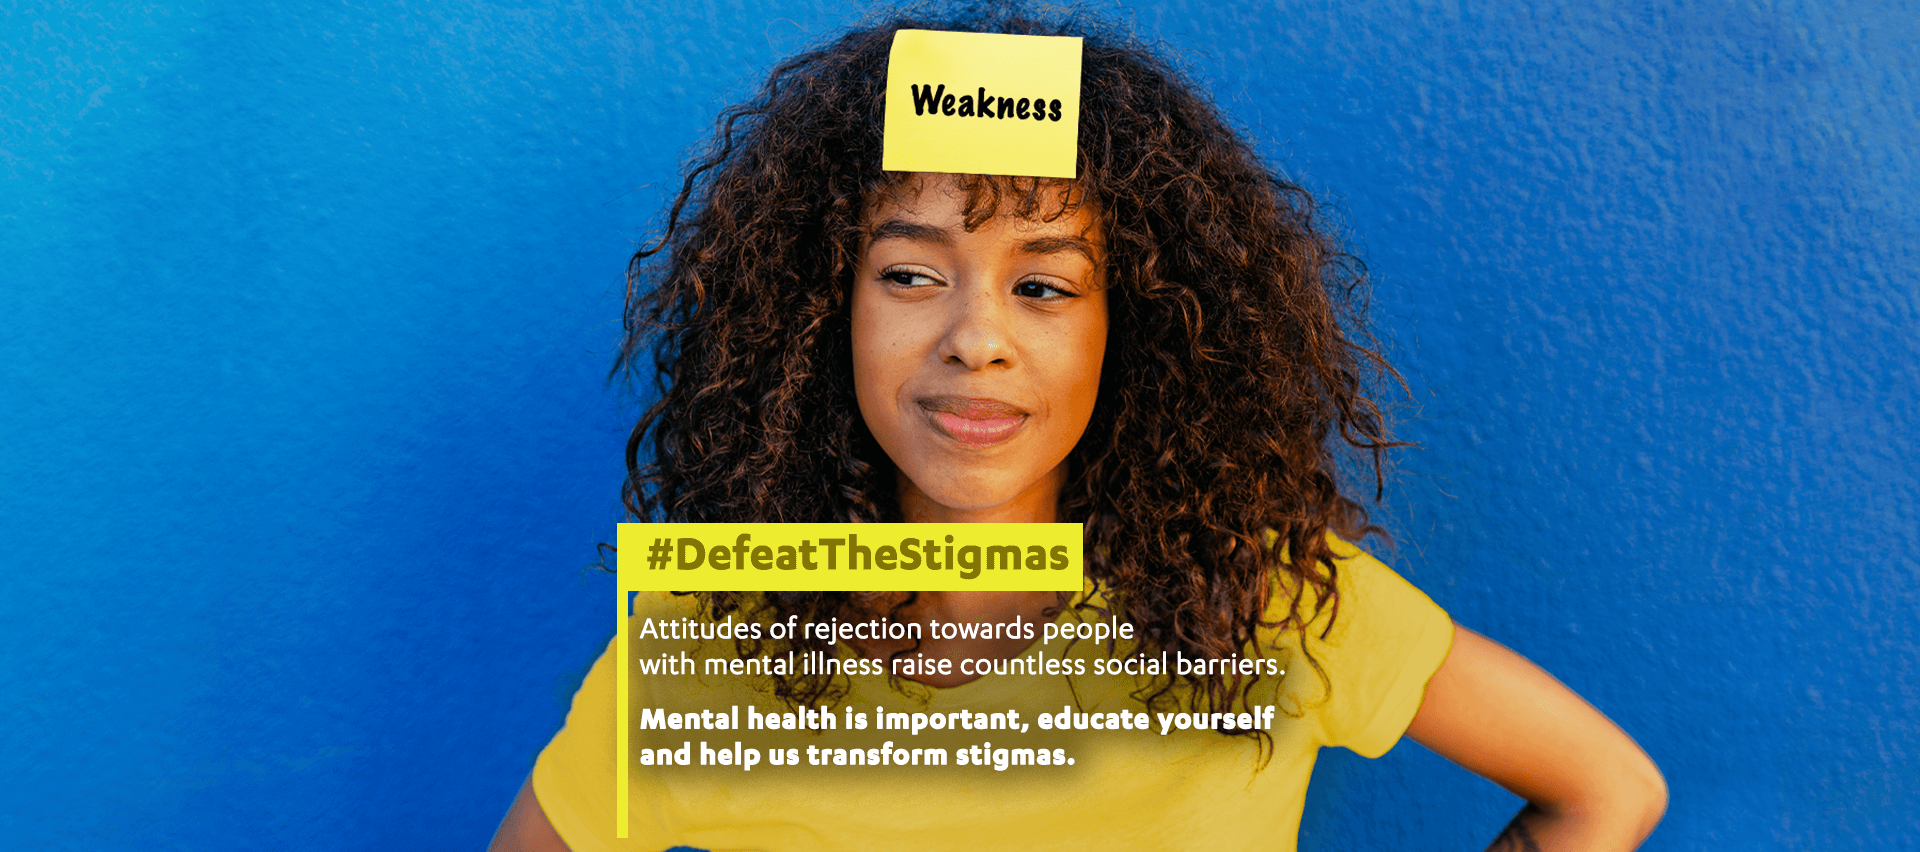 Weakness
#DefeatTheStigmas
Attitudes of rejection towards people
with mental illness raise countless social barriers.
Mental health is important, educate yourself
and help us transform stigmas.